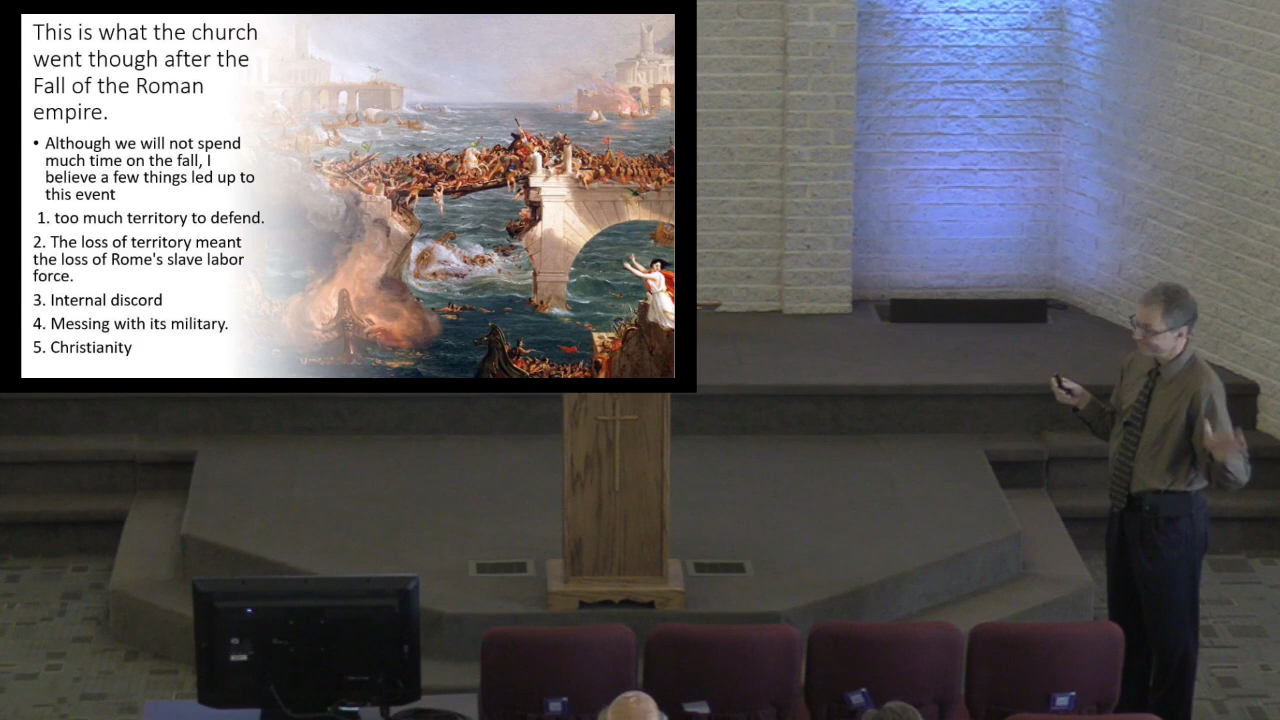 This is what the church
went though after the
Fall of the Roman
empire.
• Although we will not spend
much time on the fall, I
believe a few things led up to
this event
1. too much territory to defend.
2. The loss of territory meant
the loss of Rome's slave labor
force.
3. Internal discord
4. Messing with its military.
5. Christianity